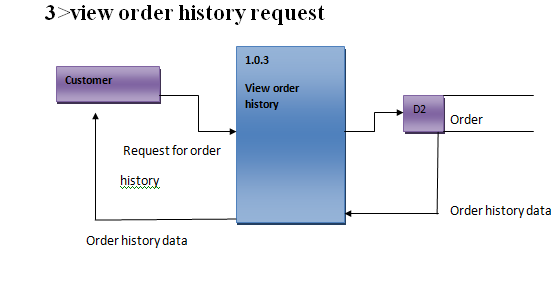 3>view order history request
1.0.3
Customer
View order
history
D2
Order
Request for order
history
Order history data
Order history data